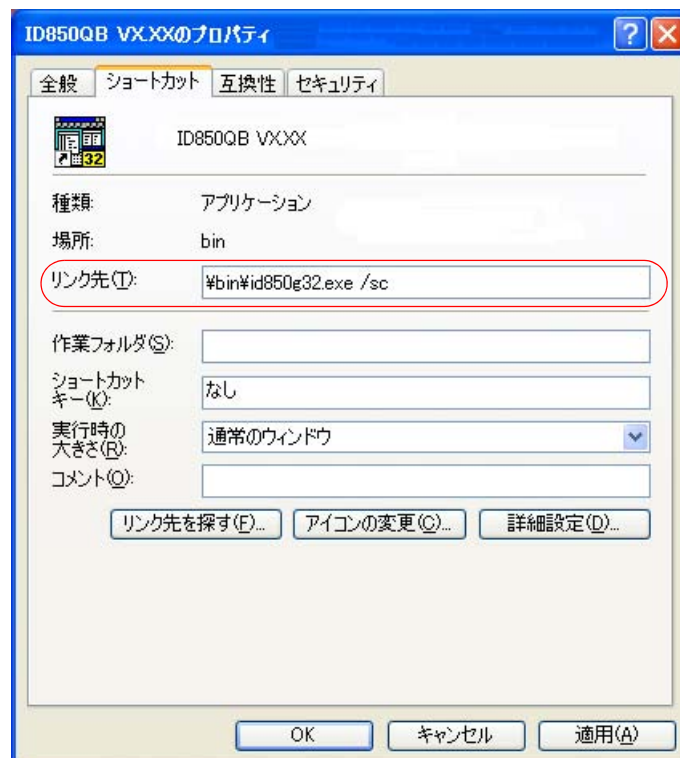 ID850QB VX.XXのプロパティ
全般 ショートカット 互換性 セキュリティ
32
ID850QB VX.XX
種類: アプリケーション
場所: bin
リンク先(T): ¥bin¥id850g32.exe /sc
作業フォルダ(S):
ショートカット
キー(K): なし
実行時の
大きさ(R): 通常のウィンドウ
コメント(O):
リンク先を探す(F)... アイコンの変更(C)... 詳細設定(D)...
OK キャンセル 適用(A)